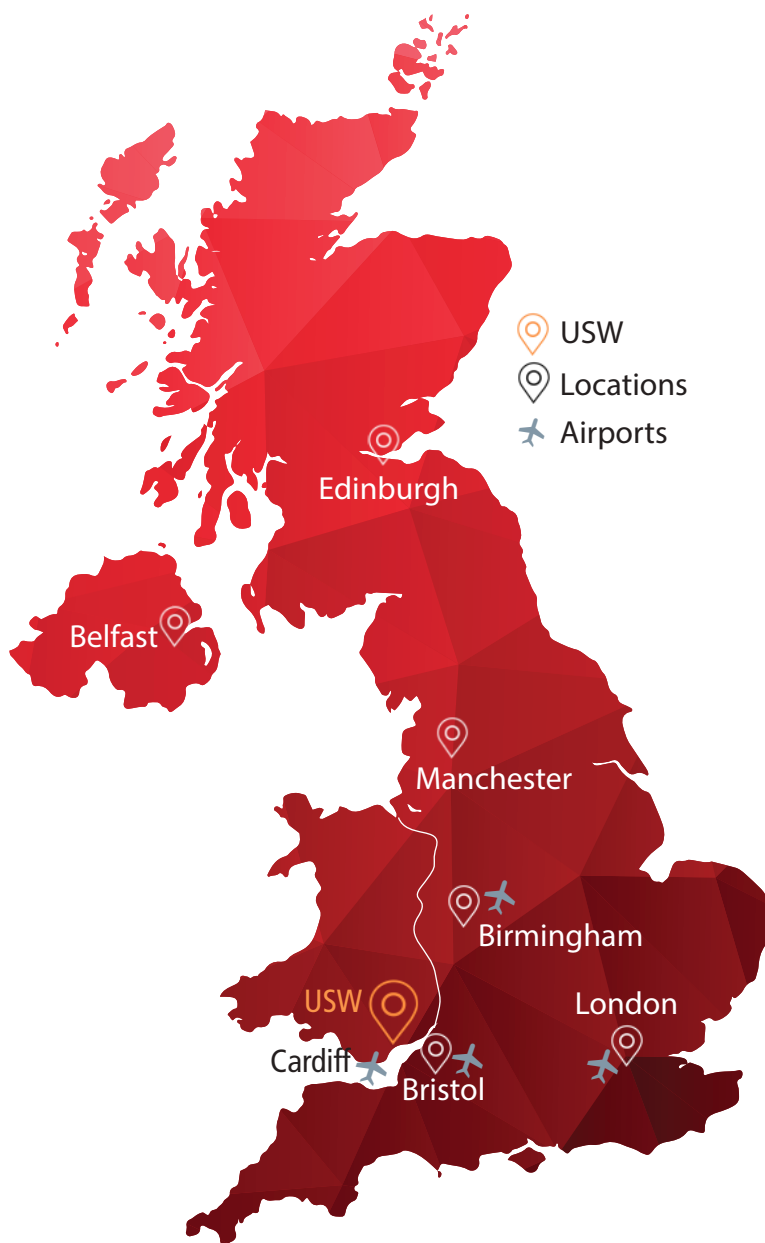 USW
Locations
Airports
Edinburgh
Belfast
Manchester
Birmingham
USW
London
Cardiff
Bristol